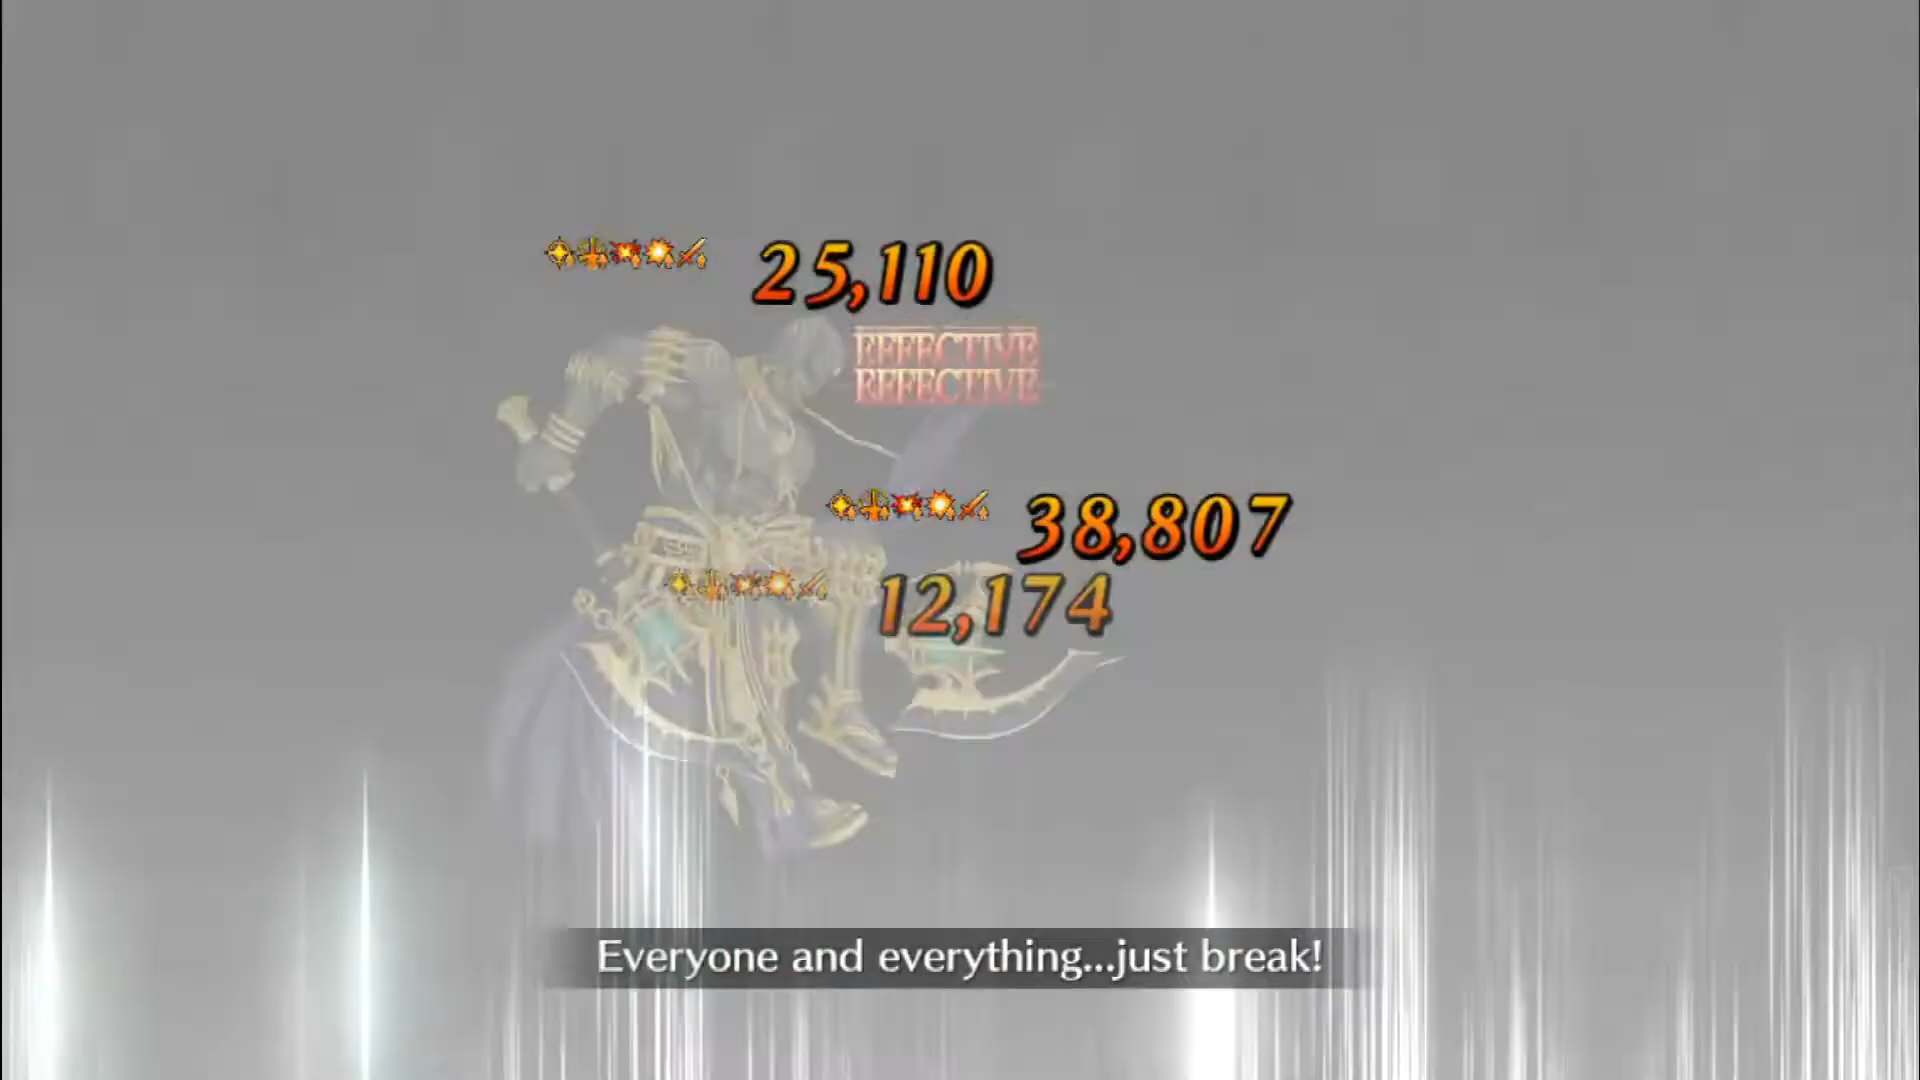 25,110
EFFECTIVE
EFFECTIVE
38,807
12,174
Everyone and everything...just break!